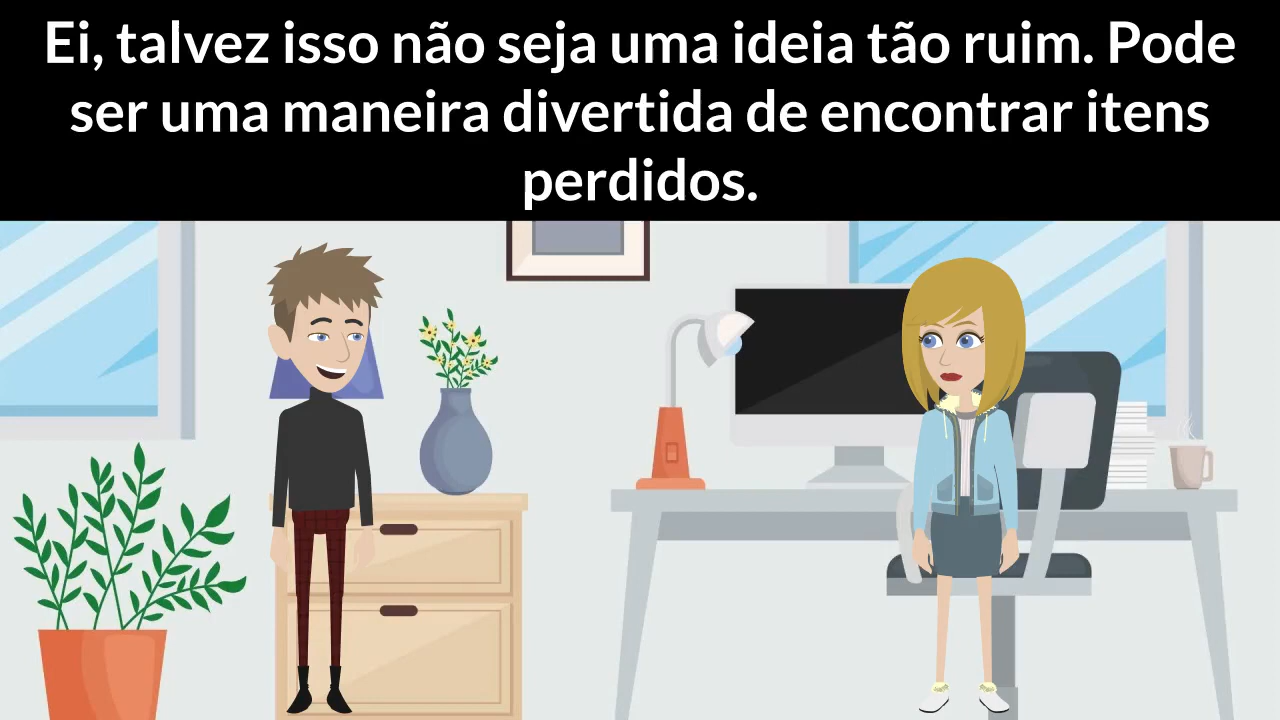 Ei, talvez isso não seja uma ideia tão ruim. Pode
ser uma maneira divertida de encontrar itens
perdidos.